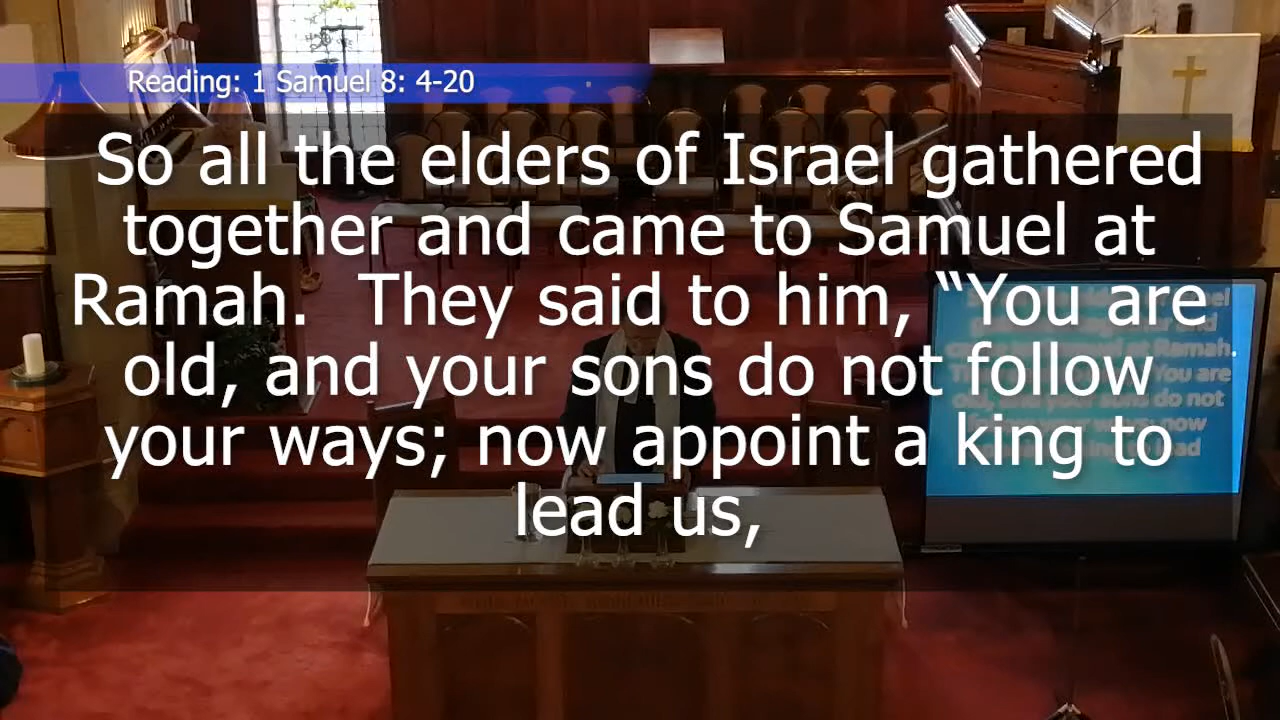 Reading: 1 Samuel 8: 4-20
So all the elders of Israel gathered
together and came to Samuel at
Ramah.  They said to him, “You are
old, and your sons do not follow
your ways; now appoint a king to
lead us,